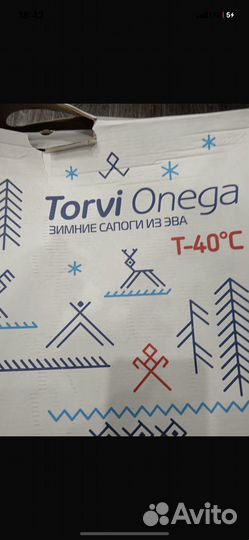 Torvi Onega
ЗИМНИЕ САПОГИ ИЗ ЭВА
T-40°C
Avito